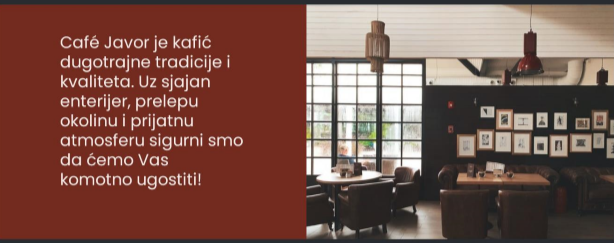 Café Javor je kafić
dugotrajne tradicije i
kvaliteta. Uz sjajan
enterijer, prelepu
okolinu i prijatnu
atmosferu sigurni smo
da ćemo Vas
komotno ugostiti!